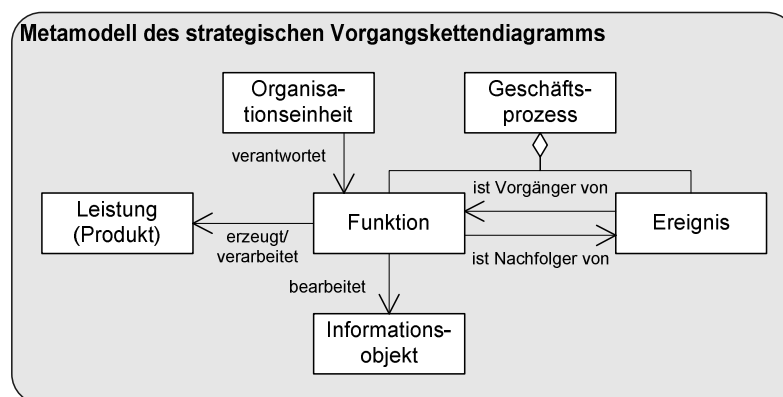 Metamodell des strategischen Vorgangskettendiagramms
Organisa-
tionseinheit
Geschäfts-
prozess
verantwortet
ist Vorgänger von
Leistung
(Produkt)
Funktion
Ereignis
erzeugt/
verarbeitet
ist Nachfolger von
bearbeitet
Informations-
objekt